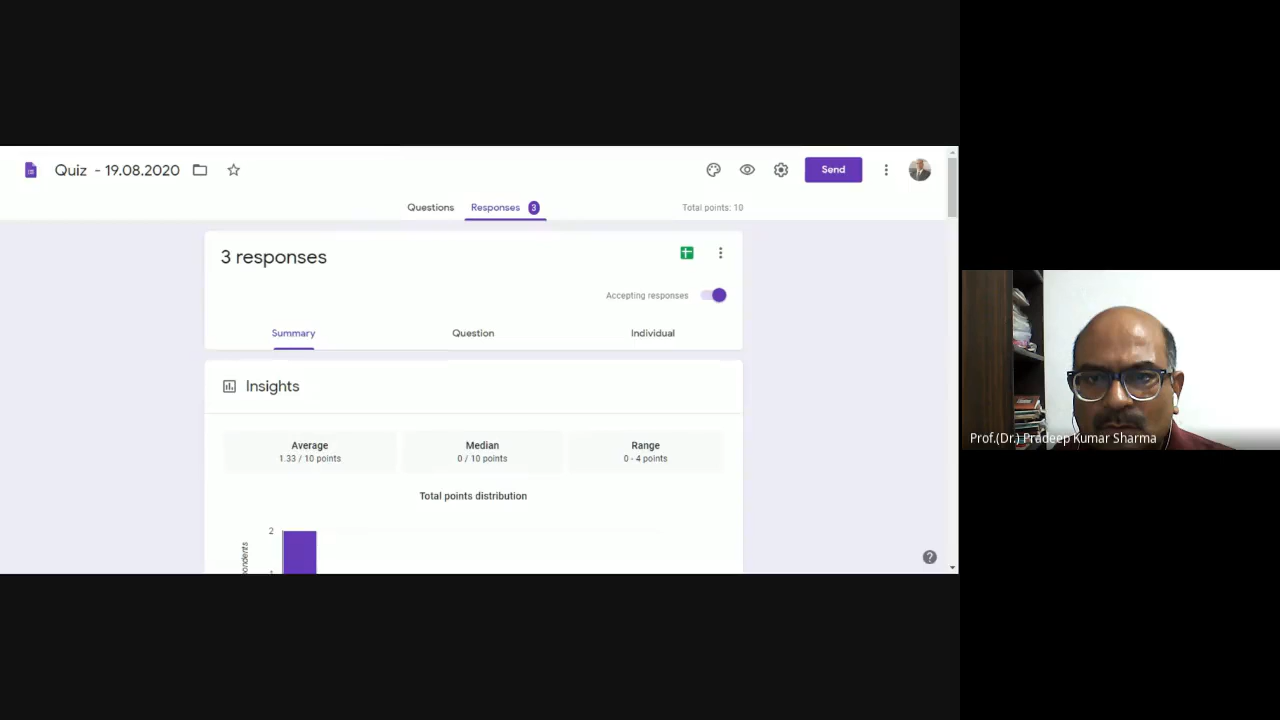 Quiz - 19.08.2020
Send
Questions
Responses 3
Total points: 10
3 responses
Accepting responses
Summary
Question
Individual
Insights
Average
1.33 / 10 points
Median
0 / 10 points
Range
0 - 4 points
Total points distribution
2
Prof.(Dr.) Pradeep Kumar Sharma